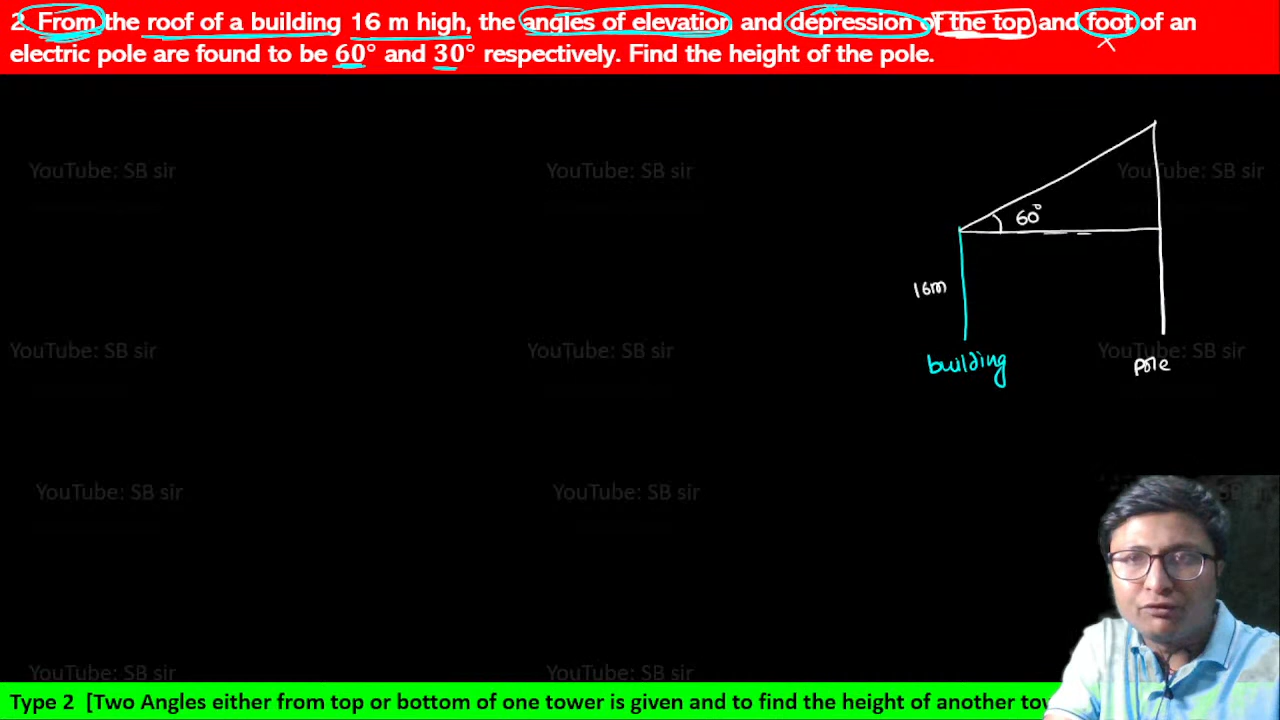 2. From the roof of a building 16 m high, the angles of elevation and depression of the top and foot of an
electric pole are found to be 60° and 30° respectively. Find the height of the pole.
YouTube: SB sir
YouTube: SB sir
YouTube: SB sir
60°
16m
YouTube: SB sir
YouTube: SB sir
YouTube: SB sir
building
pole
YouTube: SB sir
YouTube: SB sir
YouTube: SB sir
YouTube: SB sir
Type 2 [Two Angles either from top or bottom of one tower is given and to find the height of another